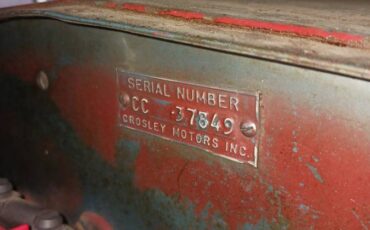 SERIAL NUMBER
CC 37849
CROSLEY MOTORS INC.